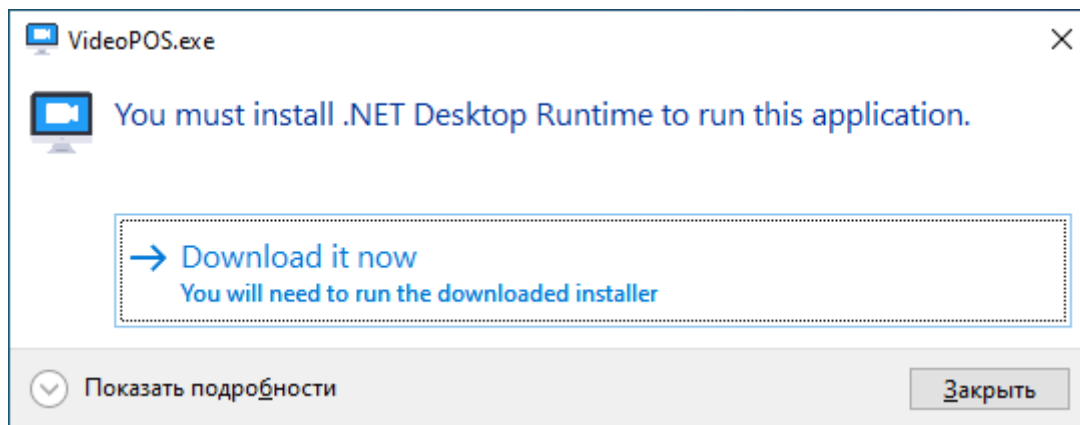 VideoPOS.exe
You must install .NET Desktop Runtime to run this application.
Download it now
You will need to run the downloaded installer
Показать подробности
Закрыть